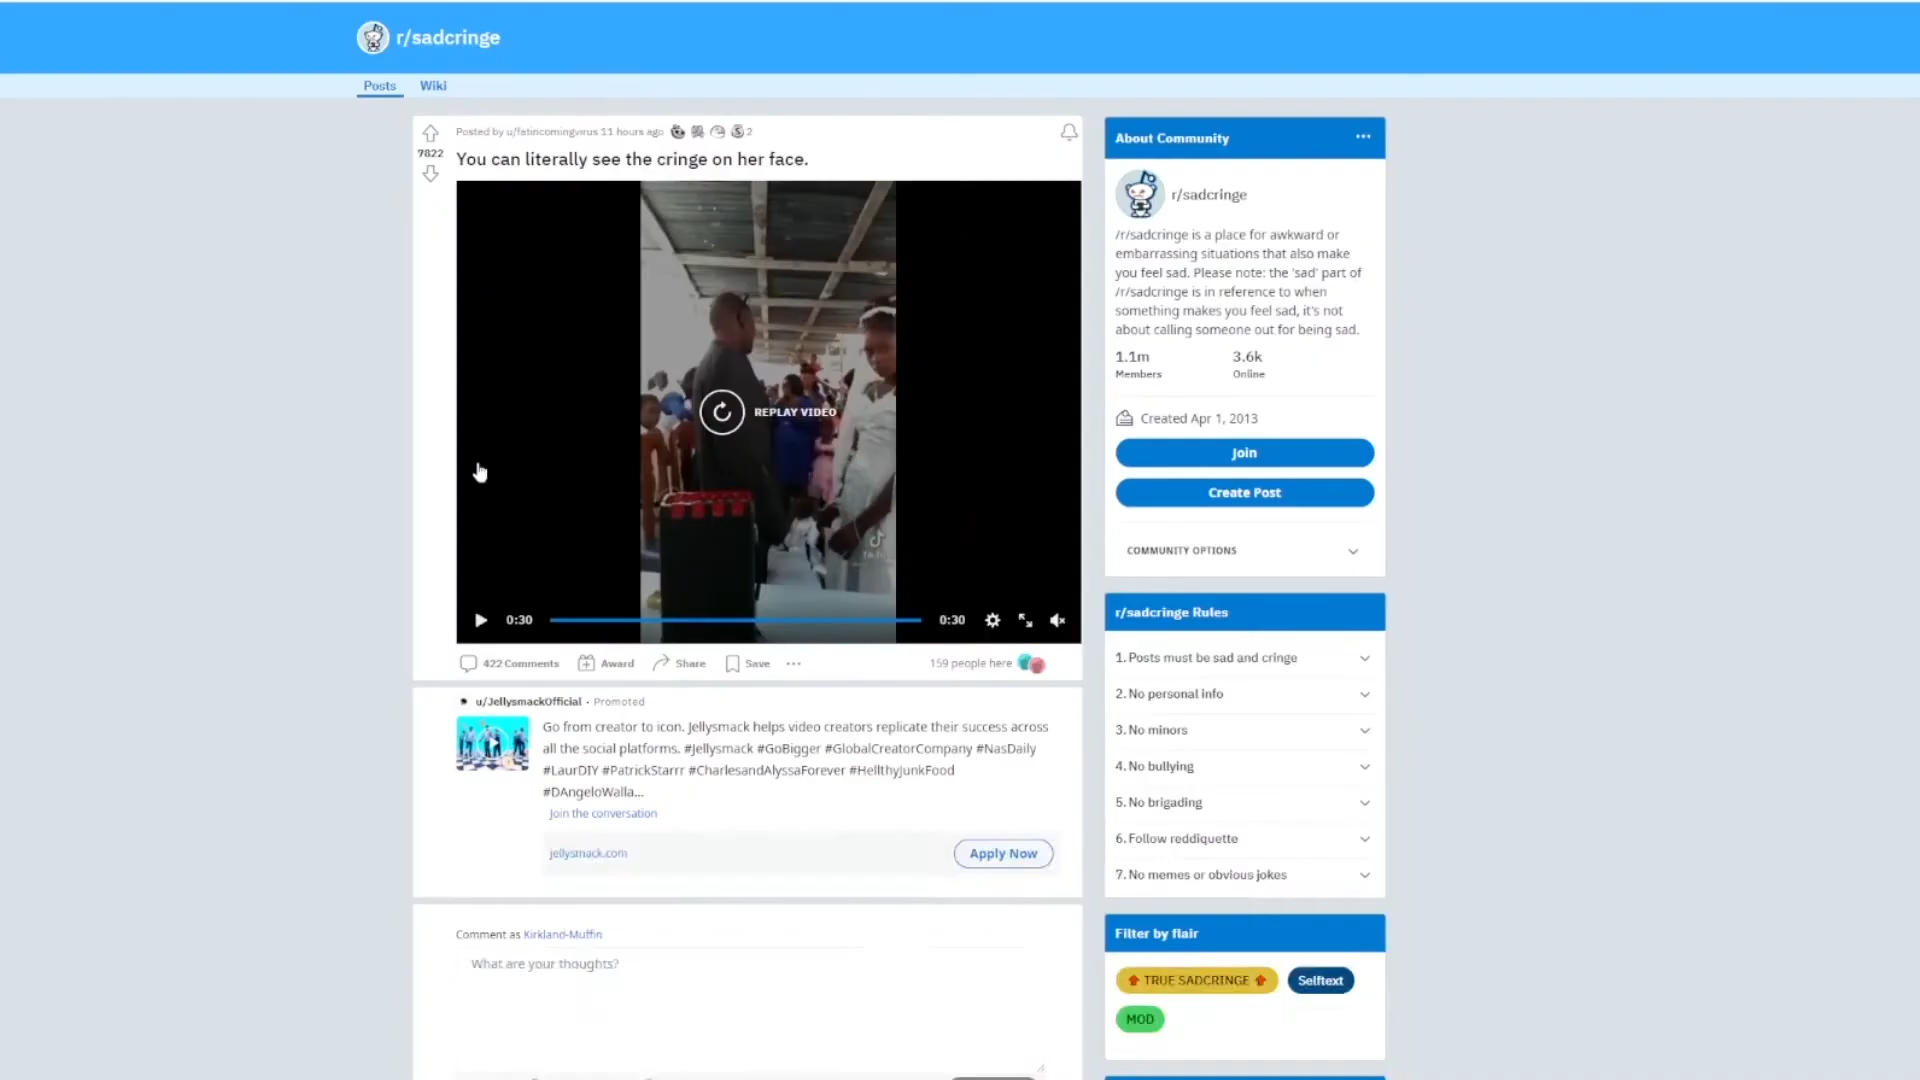 r/sadcringe
Posts Wiki
Posted by u/fatincomingvirus 11 hours ago 2
7822
You can literally see the cringe on her face.
REPLAY VIDEO
0:30 0:30
422 Comments Award Share Save ... 159 people here
u/JellysmackOfficial • Promoted
Go from creator to icon. Jellysmack helps video creators replicate their success across
all the social platforms. #Jellysmack #GoBigger #GlobalCreatorCompany #NasDaily
#LaurDIY #PatrickStarrr #CharlesandAlyssaForever #HellthyJunkFood
#DAngeloWalla...
Join the conversation
jellysmack.com Apply Now
Comment as Kirkland-Muffin
What are your thoughts?
About Community ...
r/sadcringe
/r/sadcringe is a place for awkward or
embarrassing situations that also make
you feel sad. Please note: the 'sad' part of
/r/sadcringe is in reference to when
something makes you feel sad, it's not
about calling someone out for being sad.
1.1m 3.6k
Members Online
Created Apr 1, 2013
Join
Create Post
COMMUNITY OPTIONS
r/sadcringe Rules
1. Posts must be sad and cringe
2. No personal info
3. No minors
4. No bullying
5. No brigading
6. Follow reddiquette
7. No memes or obvious jokes
Filter by flair
TRUE SADCRINGE Selftext
MOD